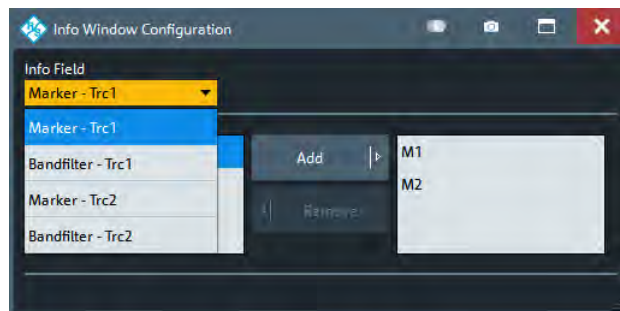 Info Window Configuration
Info Field
Marker - Trc1
Marker - Trc1
Bandfilter - Trc1
Marker - Trc2
Bandfilter - Trc2
Add
Remove
M1
M2